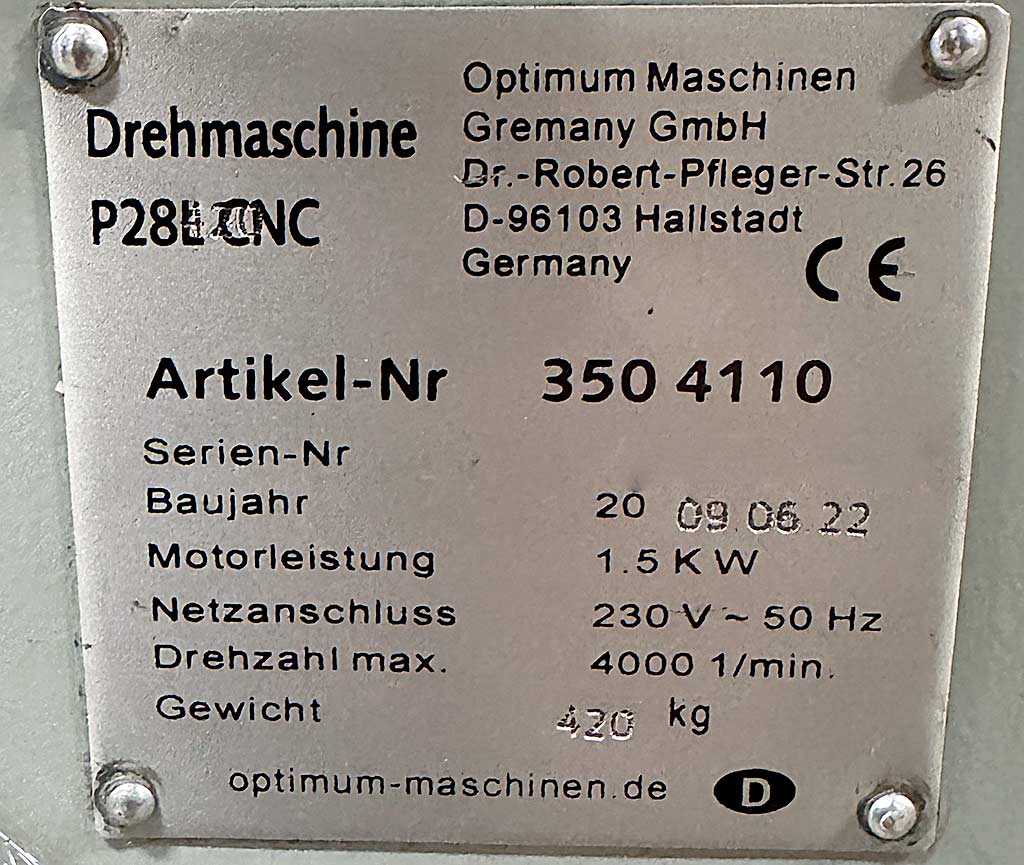 Drehmaschine
P28L CNC
Optimum Maschinen
Gremany GmbH
Dr.-Robert-Pfleger-Str. 26
D-96103 Hallstadt
Germany
CE
Artikel-Nr 350 4110
Serien-Nr
Baujahr 20 09.06.22
Motorleistung 1.5 KW
Netzanschluss 230 V ~ 50 Hz
Drehzahl max. 4000 1/min.
Gewicht 420 kg
optimum-maschinen.de D